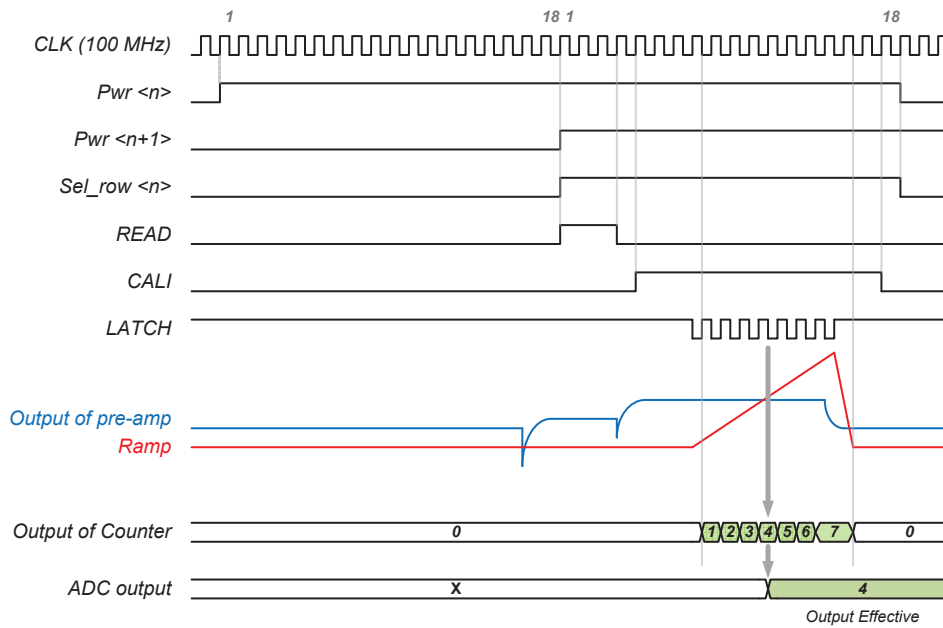 1 18 1 18
CLK (100 MHz)
Pwr <n>
Pwr <n+1>
Sel_row <n>
READ
CALI
LATCH
Output of pre-amp
Ramp
Output of Counter 0 1 2 3 4 5 6 7 0
ADC output X 4
Output Effective